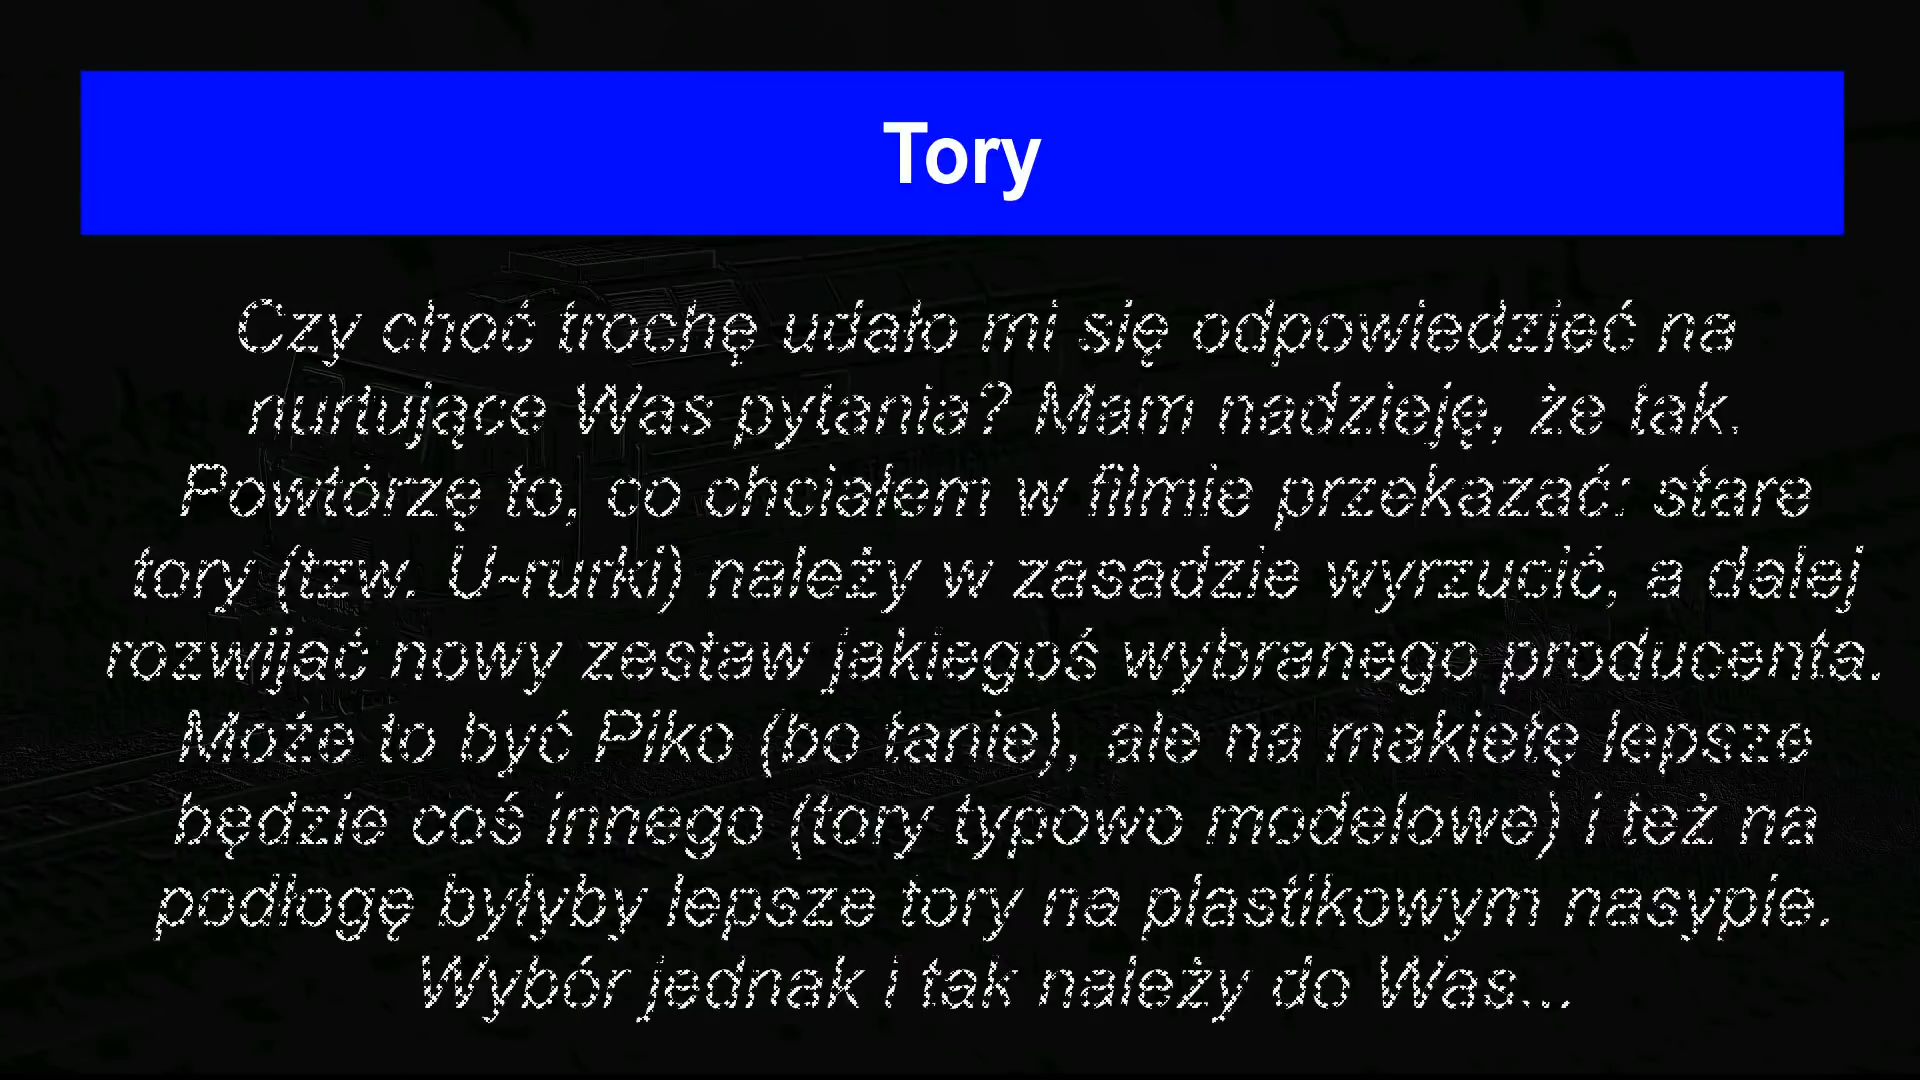 Tory
Czy choć trochę udało mi się odpowiedzieć na
nurtujące Was pytania? Mam nadzieję, że tak.
Powtórzę to, co chciałem w filmie przekazać: stare
tory (tzw. U-rurki) należy w zasadzie wyrzucić, a dalej
rozwijać nowy zestaw jakiegoś wybranego producenta.
Może to być Piko (bo tanie), ale na makietę lepsze
będzie coś innego (tory typowo modelowe) i też na
podłogę byłyby lepsze tory na plastikowym nasypie.
Wybór jednak i tak należy do Was...